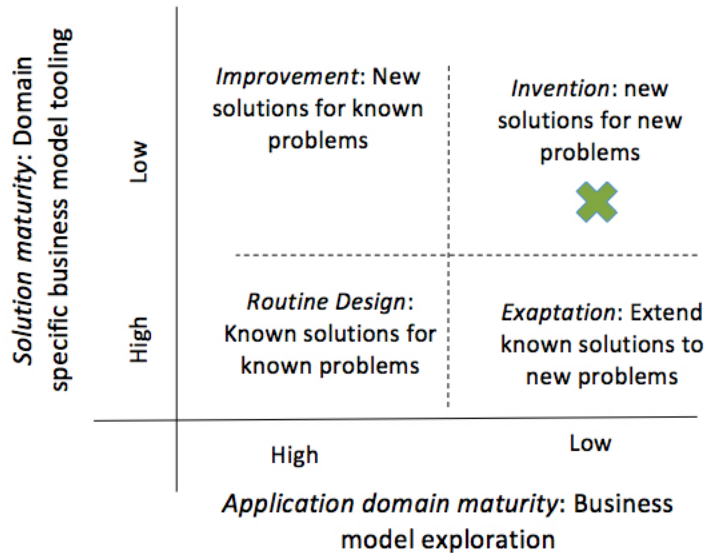 Solution maturity: Domain
specific business model tooling
Low
High
Improvement: New
solutions for known
problems
Invention: new
solutions for new
problems
Routine Design:
Known solutions for
known problems
Exaptation: Extend
known solutions to
new problems
High
Low
Application domain maturity: Business
model exploration